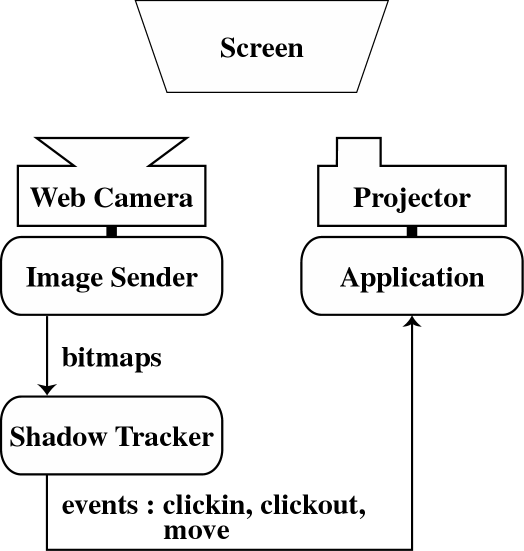 Screen
Web Camera
Projector
Image Sender
Application
bitmaps
Shadow Tracker
events : clickin, clickout,
move